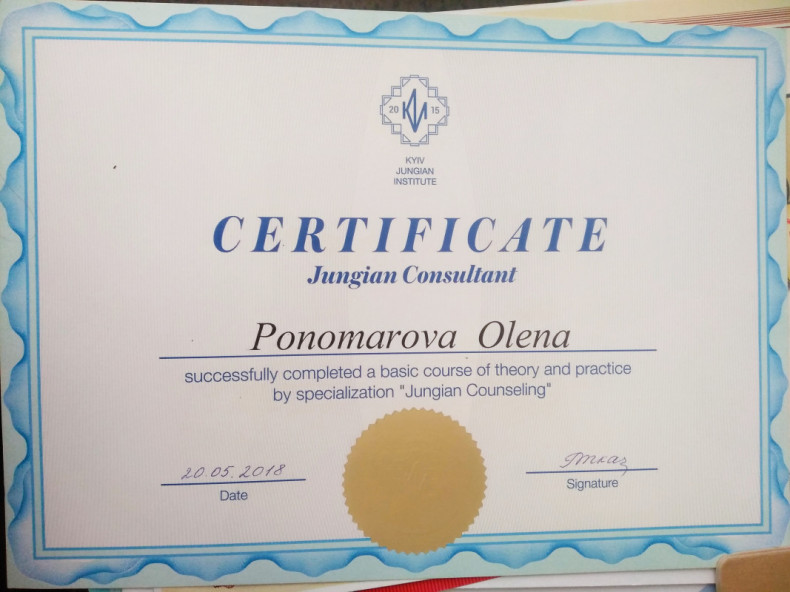 20 15
KYIV
JUNGIAN
INSTITUTE
CERTIFICATE
Jungian Consultant
Ponomarova Olena
successfully completed a basic course of theory and practice
by specialization "Jungian Counseling"
20.05.2018
Date
Signature